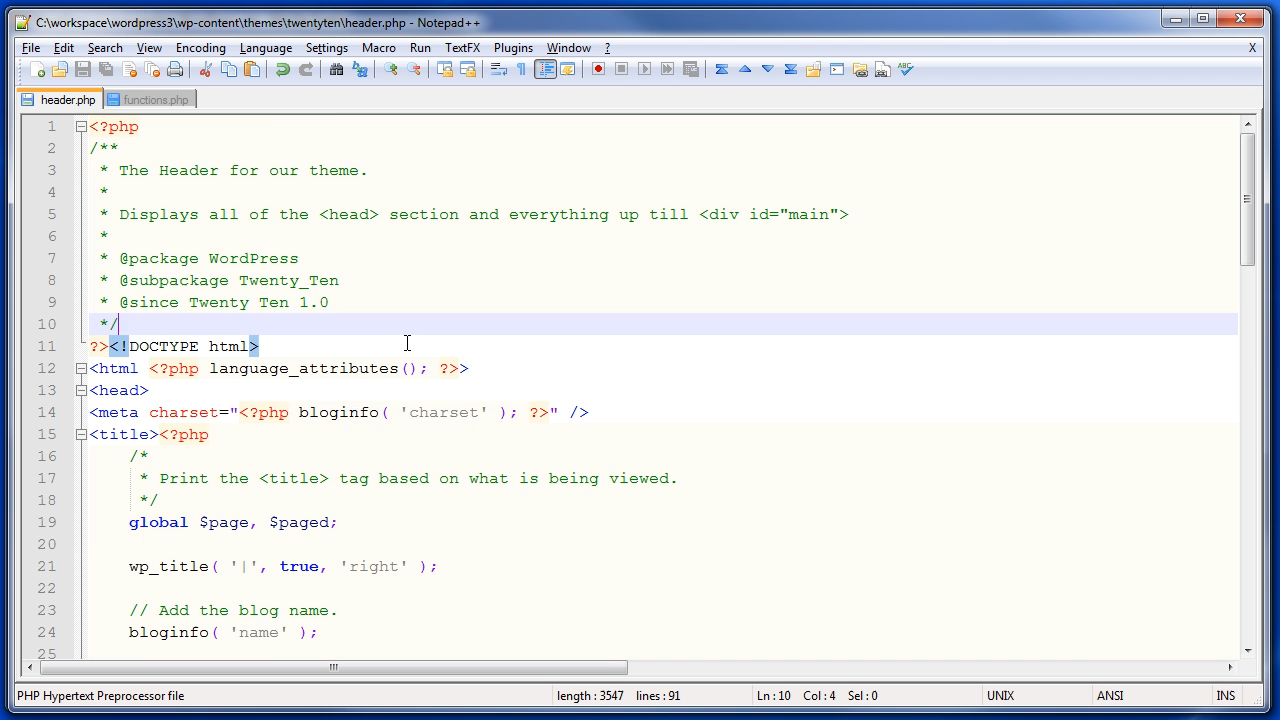 C:\workspace\wordpress3\wp-content\themes\twentyten\header.php - Notepad++
File Edit Search View Encoding Language Settings Macro Run TextFX Plugins Window ? X
header.php functions.php
1 <?php
2 /**
3 * The Header for our theme.
4 *
5 * Displays all of the <head> section and everything up till <div id="main">
6 *
7 * @package WordPress
8 * @subpackage Twenty_Ten
9 * @since Twenty Ten 1.0
10 */
11 ?><!DOCTYPE html>
12 <html <?php language_attributes(); ?>>
13 <head>
14 <meta charset="<?php bloginfo( 'charset' ); ?>" />
15 <title><?php
16 /*
17 * Print the <title> tag based on what is being viewed.
18 */
19 global $page, $paged;
20
21 wp_title( '|', true, 'right' );
22
23 // Add the blog name.
24 bloginfo( 'name' );
25
PHP Hypertext Preprocessor file length : 3547 lines : 91 Ln : 10 Col : 4 Sel : 0 UNIX ANSI INS